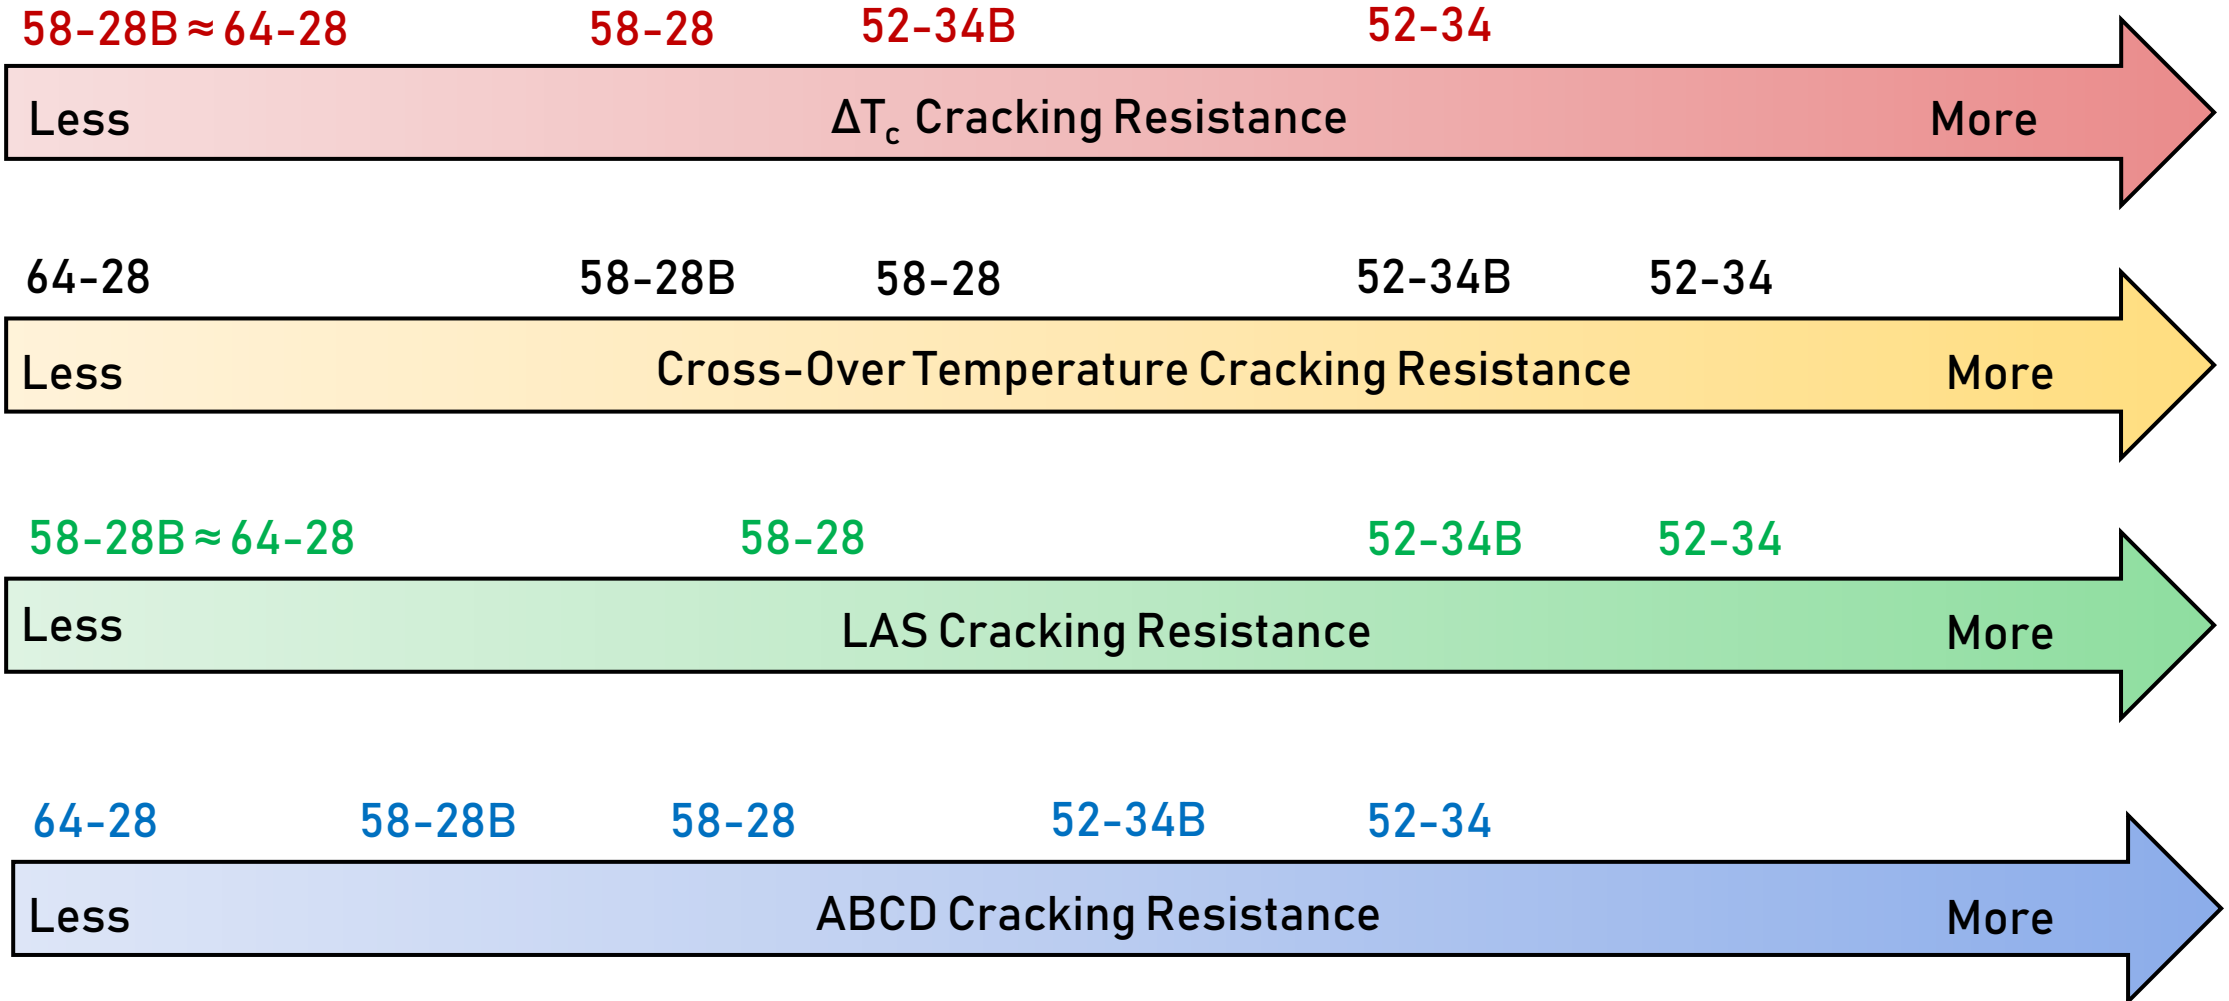 58-28B ≈ 64-28 58-28 52-34B 52-34
Less ΔTc Cracking Resistance More
64-28 58-28B 58-28 52-34B 52-34
Less Cross-Over Temperature Cracking Resistance More
58-28B ≈ 64-28 58-28 52-34B 52-34
Less LAS Cracking Resistance More
64-28 58-28B 58-28 52-34B 52-34
Less ABCD Cracking Resistance More